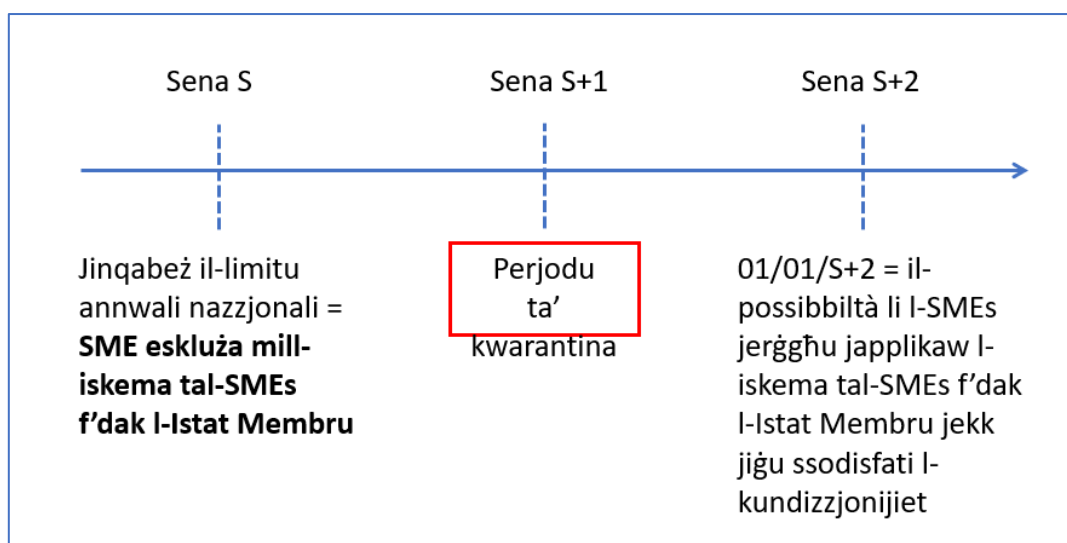 Sena S
Sena S+1
Sena S+2
Jinqabeż il-limitu
annwali nazzjonali =
SME eskluża mill-
iskema tal-SMEs
f'dak l-Istat Membru
Perjodu
ta'
kwarantina
01/01/S+2 = il-
possibbiltà li l-SMEs
jerġgħu japplikaw l-
iskema tal-SMEs f'dak
l-Istat Membru jekk
jiġu ssodisfati l-
kundizzjonijiet